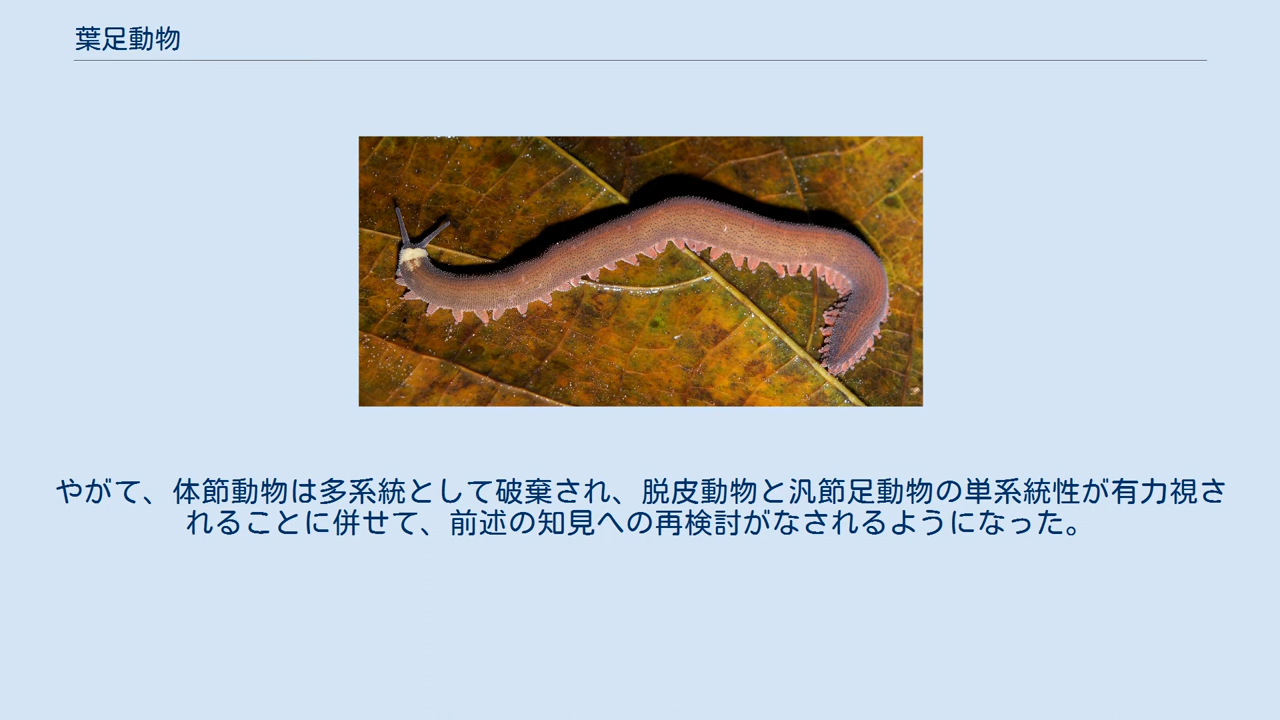 葉足動物
やがて、体節動物は多系統として破棄され、脱皮動物と汎節足動物の単系統性が有力視さ
れることに併せて、前述の知見への再検討がなされるようになった。